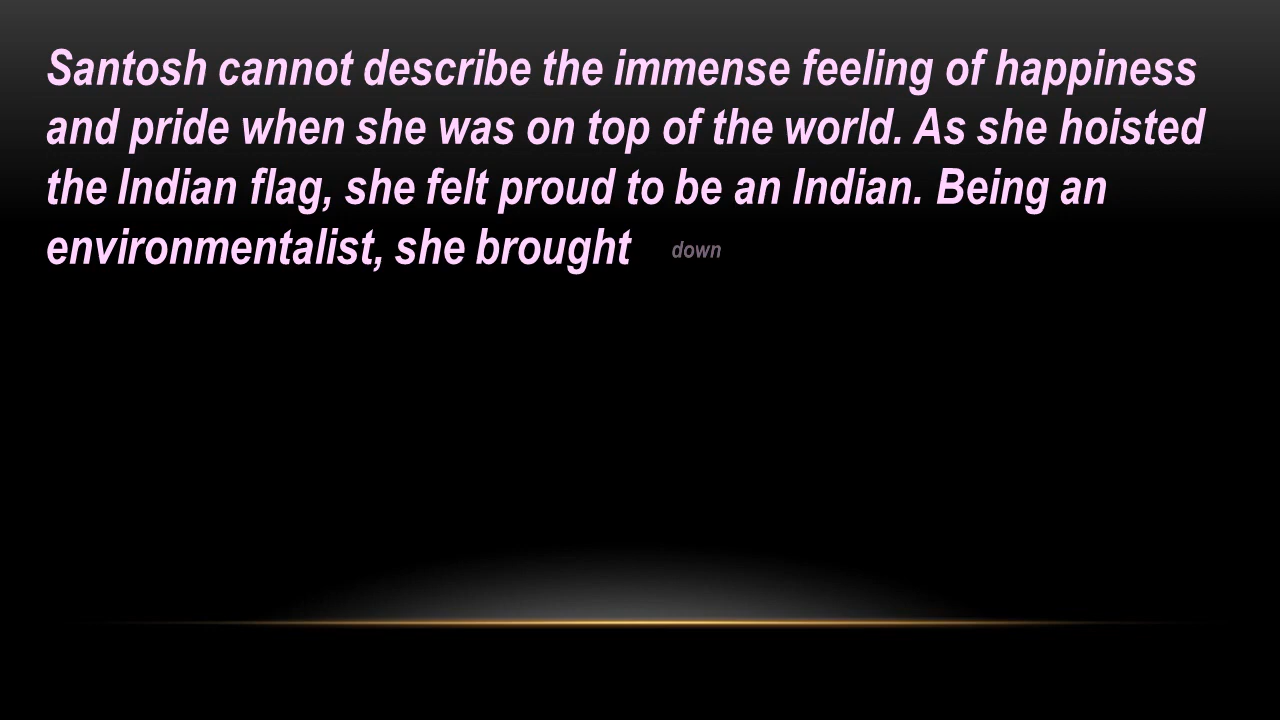 Santosh cannot describe the immense feeling of happiness
and pride when she was on top of the world. As she hoisted
the Indian flag, she felt proud to be an Indian. Being an
environmentalist, she brought down